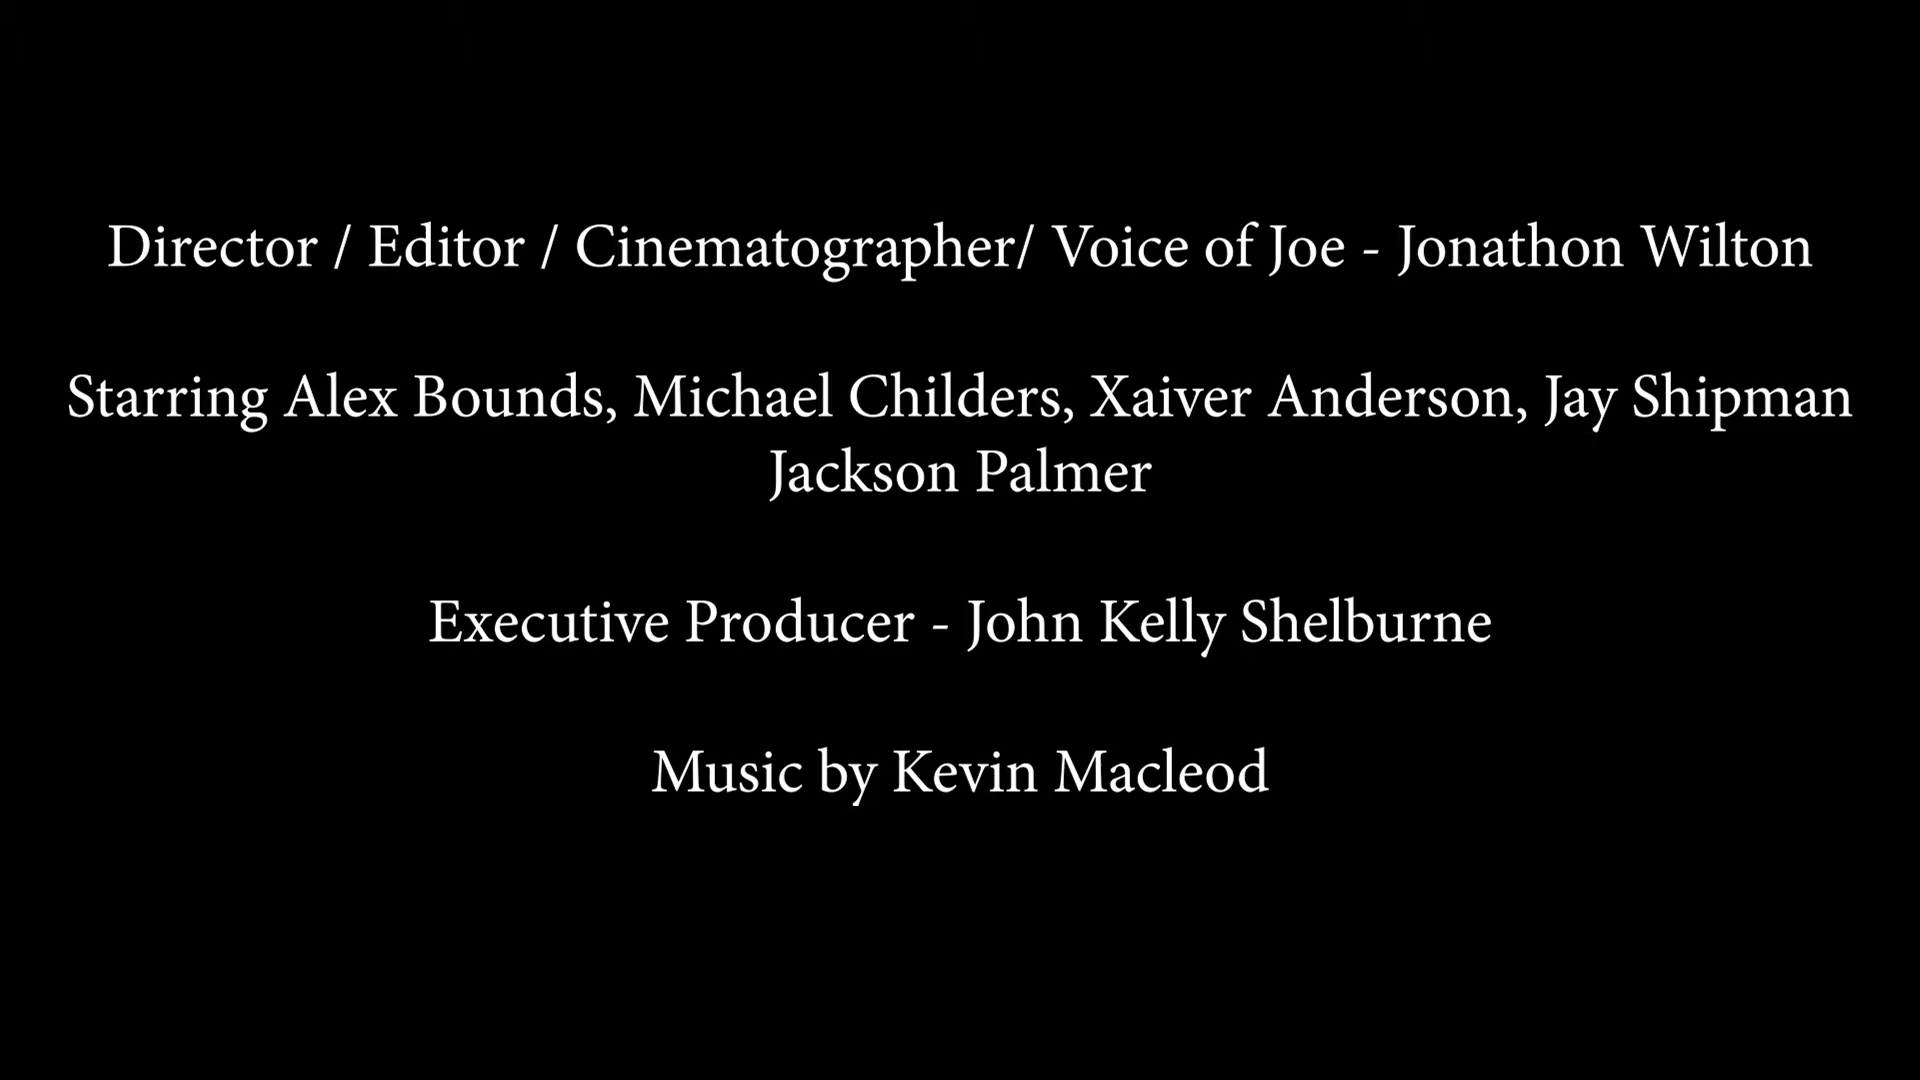 Director / Editor / Cinematographer/ Voice of Joe - Jonathon Wilton
Starring Alex Bounds, Michael Childers, Xaiver Anderson, Jay Shipman
Jackson Palmer
Executive Producer - John Kelly Shelburne
Music by Kevin Macleod